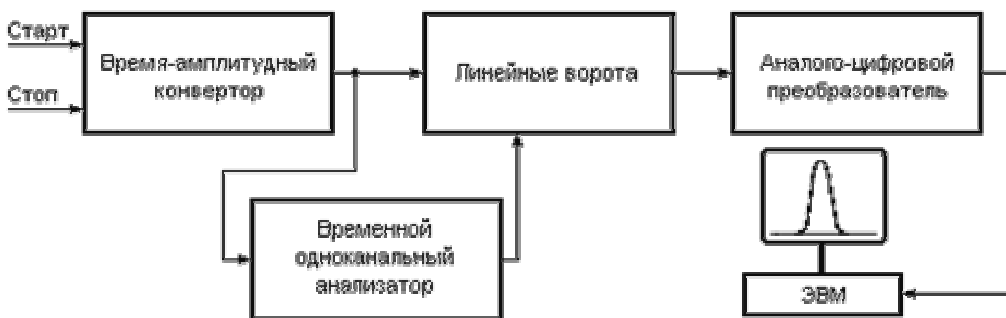 Старт
Стоп
Время-амплитудный
конвертор
Линейные ворота
Аналого-цифровой
преобразователь
Временной
одноканальный
анализатор
ЭВМ